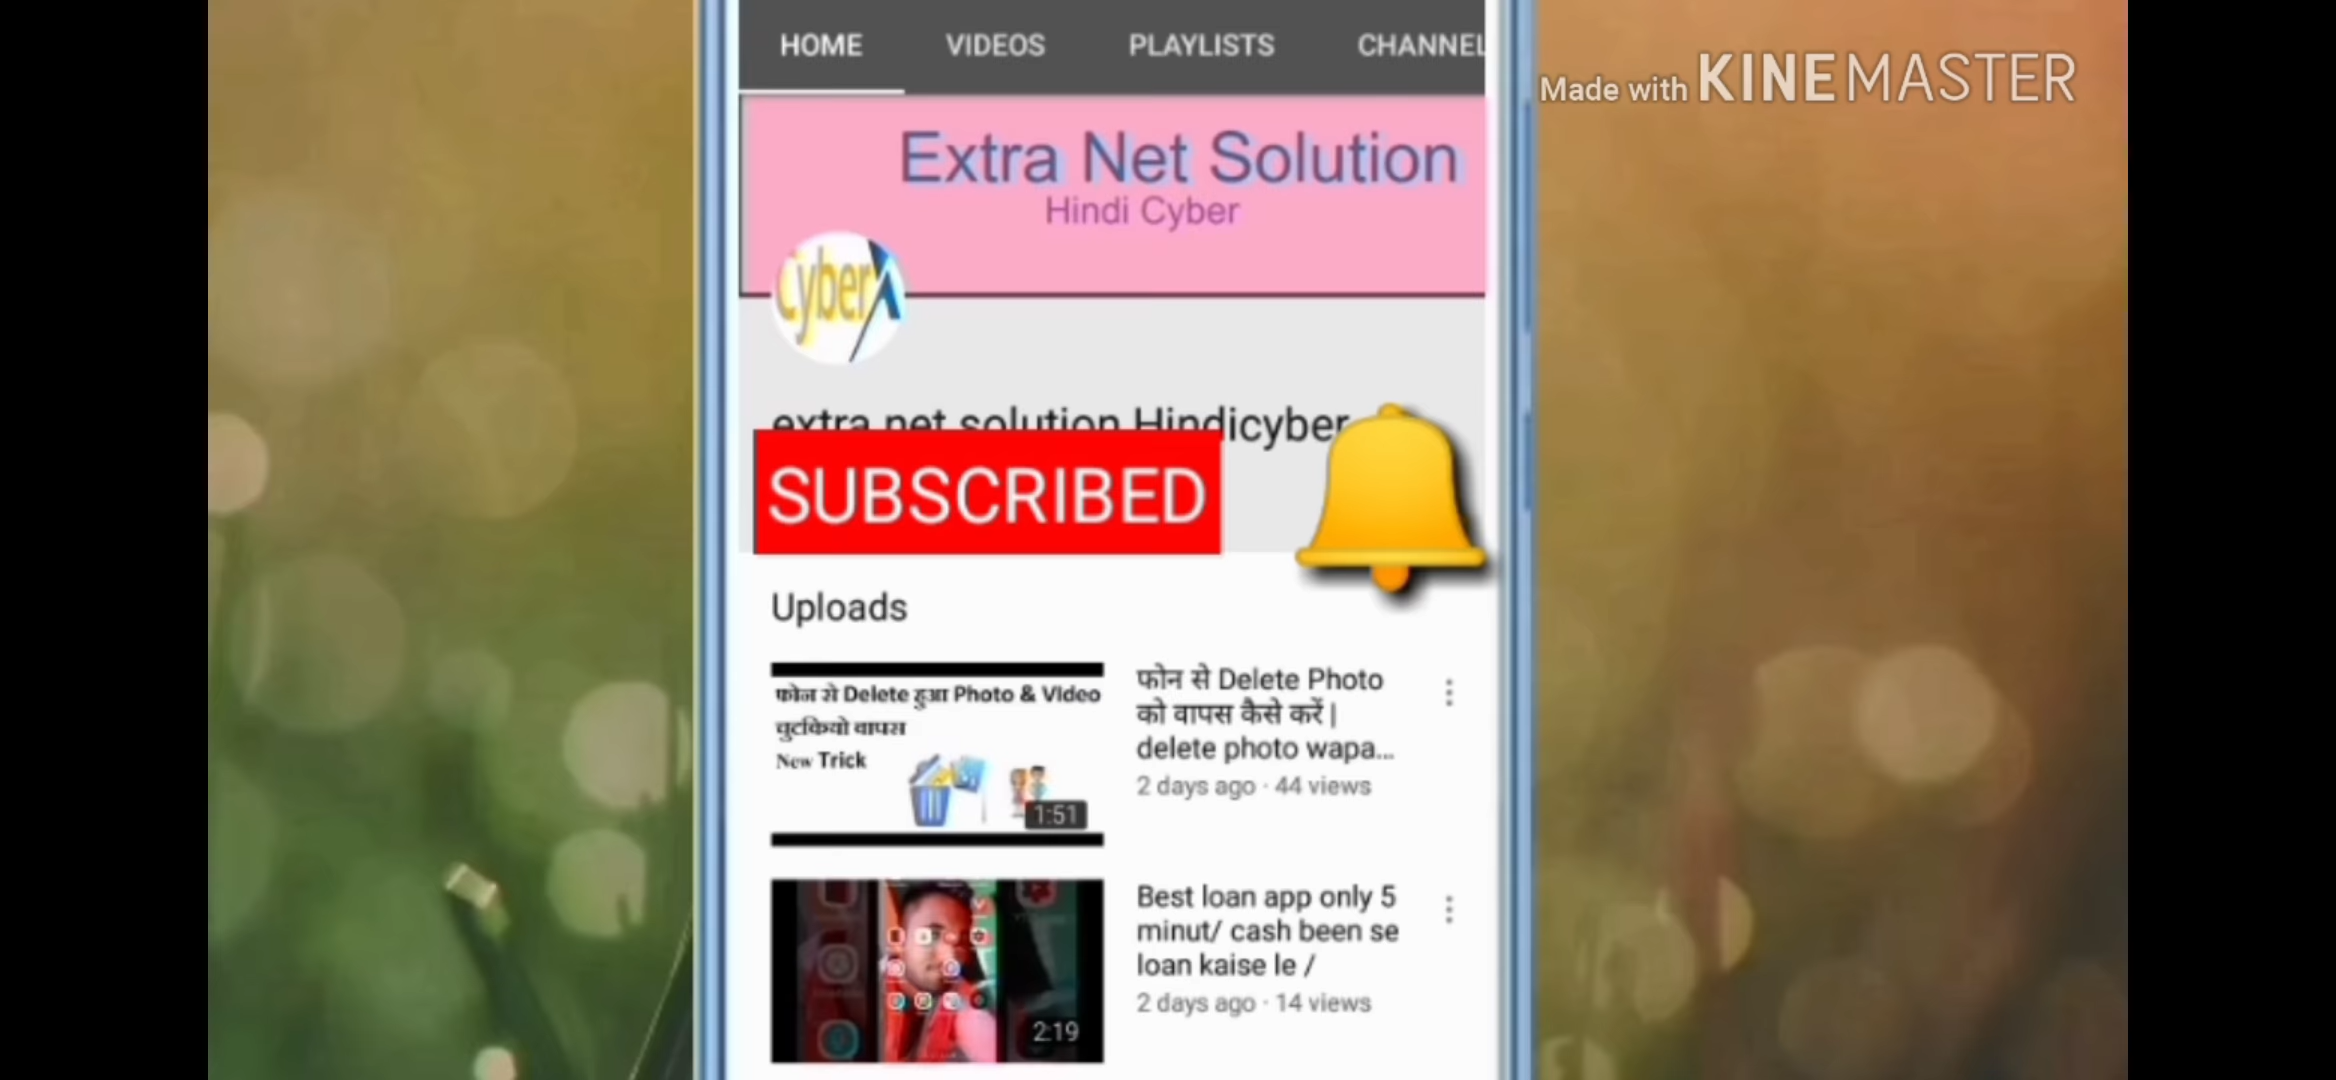 HOME VIDEOS PLAYLISTS CHANNEL
Made with KINEMASTER
Extra Net Solution
Hindi Cyber
Cyber
extra net solution Hindicyber
SUBSCRIBED
Uploads
फोन से Delete हुआ Photo & VIdeo
चुटकियो वापस
New Trick
1:51
फोन से Delete Photo
को वापस कैसे करें |
delete photo wapa...
2 days ago · 44 views
2:19
Best loan app only 5
minut/ cash been se
loan kaise le /
2 days ago · 14 views